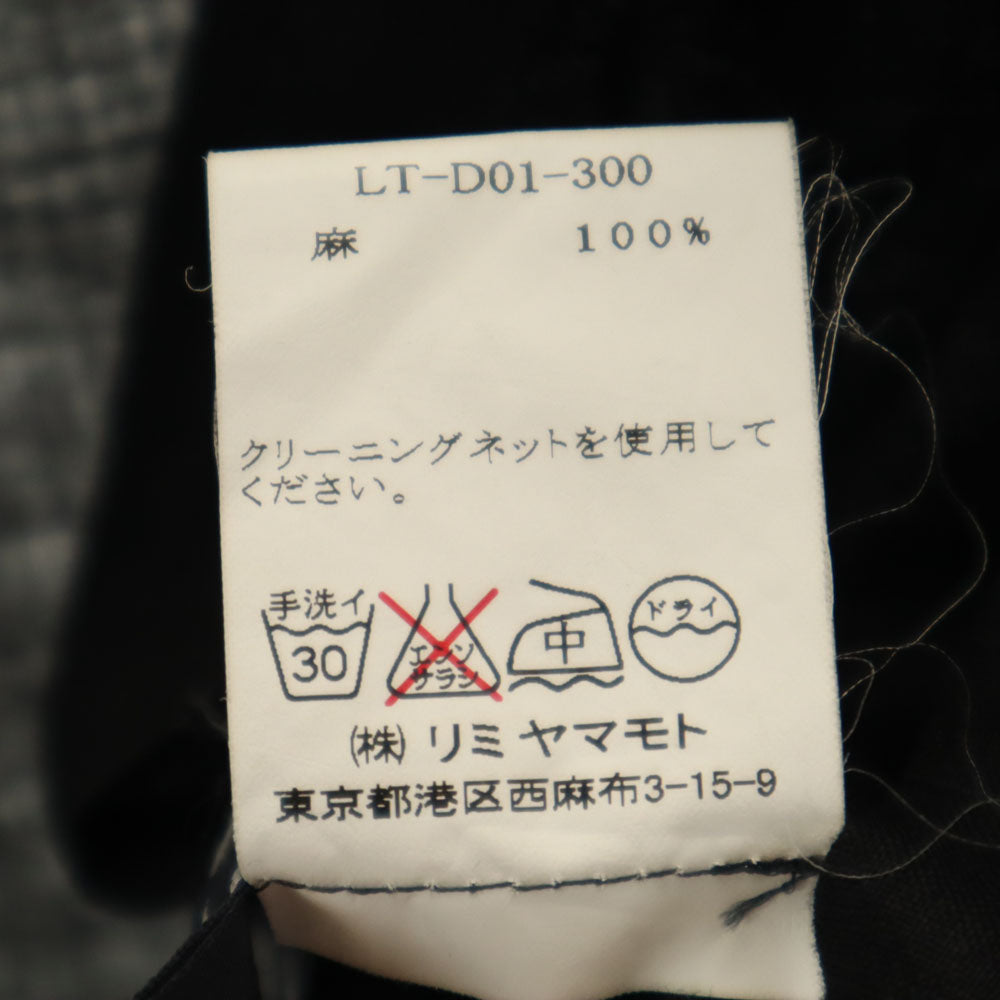 LT-D01-300
麻 100%
クリーニングネットを使用して
ください。
手洗イ
30
エンソ
サラシ
中
ドライ
(株) リミヤマモト
東京都港区西麻布3-15-9